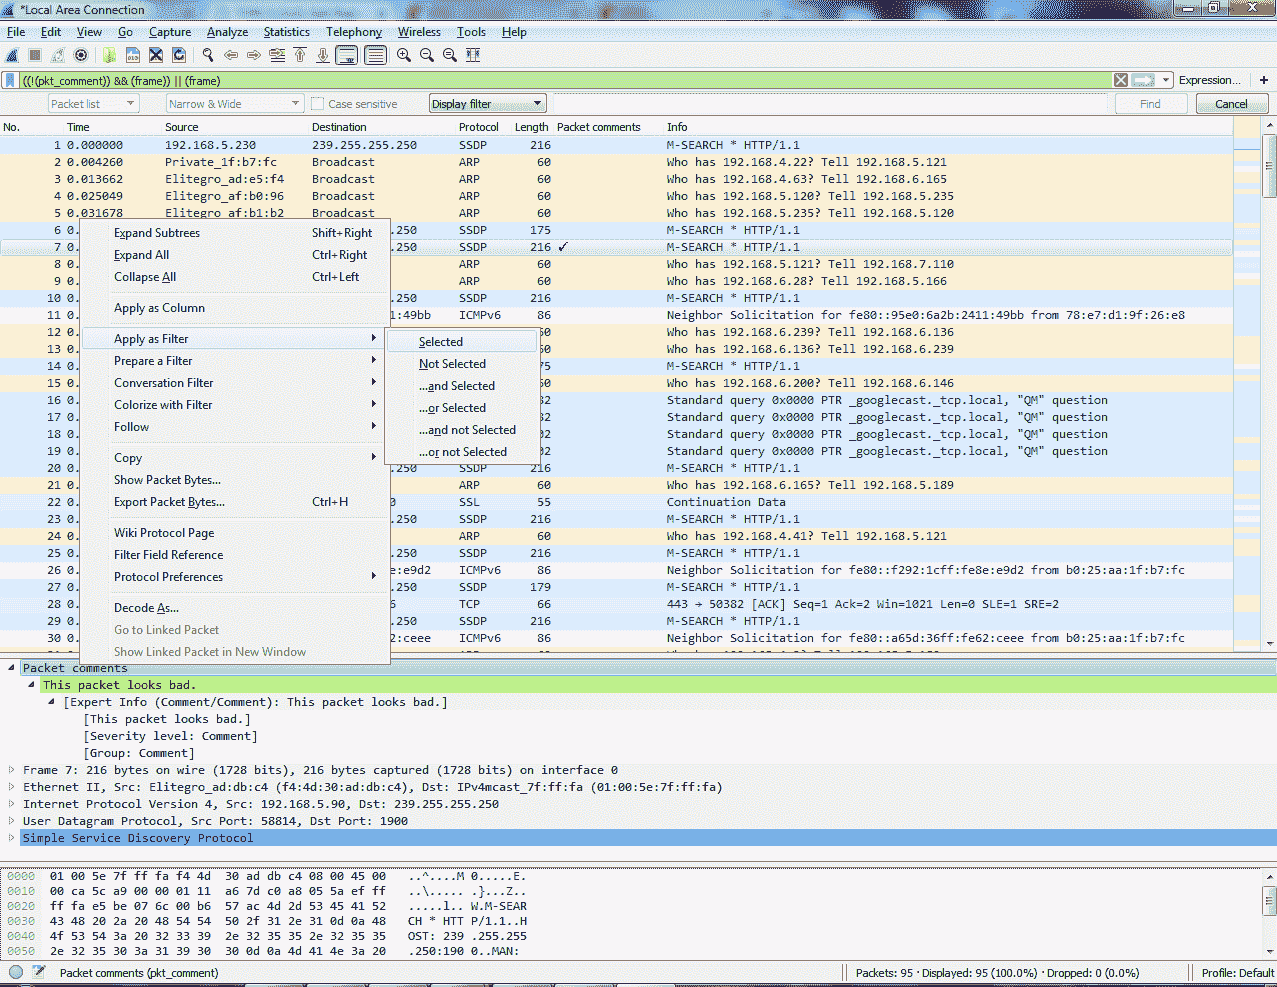 *Local Area Connection
File Edit View Go Capture Analyze Statistics Telephony Wireless Tools Help
((!(pkt_comment)) && (frame)) || (frame) Expression... +
Packet list Narrow & Wide Case sensitive Display filter Find Cancel
No. Time Source Destination Protocol Length Packet comments Info
1 0.000000 192.168.5.230 239.255.255.250 SSDP 216 M-SEARCH * HTTP/1.1
2 0.004260 Private_1f:b7:fc Broadcast ARP 60 Who has 192.168.4.22? Tell 192.168.5.121
3 0.013662 Elitegro_ad:e5:f4 Broadcast ARP 60 Who has 192.168.4.63? Tell 192.168.6.165
4 0.025049 Elitegro_af:b0:96 Broadcast ARP 60 Who has 192.168.5.120? Tell 192.168.5.235
5 0.031678 Elitegro_af:b1:b2 Broadcast ARP 60 Who has 192.168.5.235? Tell 192.168.5.120
6 0. .250 SSDP 175 M-SEARCH * HTTP/1.1
7 0. .250 SSDP 216 ✓ M-SEARCH * HTTP/1.1
8 0. ARP 60 Who has 192.168.5.121? Tell 192.168.7.110
9 0. ARP 60 Who has 192.168.6.28? Tell 192.168.5.166
10 0. .250 SSDP 216 M-SEARCH * HTTP/1.1
11 0. 11:49bb ICMPv6 86 Neighbor Solicitation for fe80::95e0:6a2b:2411:49bb from 78:e7:d1:9f:26:e8
12 0. 60 Who has 192.168.6.239? Tell 192.168.6.136
13 0. 60 Who has 192.168.6.136? Tell 192.168.6.239
14 0. 75 M-SEARCH * HTTP/1.1
15 0. 60 Who has 192.168.6.200? Tell 192.168.6.146
16 0. 82 Standard query 0x0000 PTR _googlecast._tcp.local, "QM" question
17 0. 82 Standard query 0x0000 PTR _googlecast._tcp.local, "QM" question
18 0. 02 Standard query 0x0000 PTR _googlecast._tcp.local, "QM" question
19 0. 02 Standard query 0x0000 PTR _googlecast._tcp.local, "QM" question
20 0. .250 SSDP 216 M-SEARCH * HTTP/1.1
21 0. ARP 60 Who has 192.168.6.165? Tell 192.168.5.189
22 0. 0 SSL 55 Continuation Data
23 0. .250 SSDP 216 M-SEARCH * HTTP/1.1
24 0. ARP 60 Who has 192.168.4.41? Tell 192.168.5.121
25 0. .250 SSDP 216 M-SEARCH * HTTP/1.1
26 0. e:e9d2 ICMPv6 86 Neighbor Solicitation for fe80::f292:1cff:fe8e:e9d2 from b0:25:aa:1f:b7:fc
27 0. .250 SSDP 179 M-SEARCH * HTTP/1.1
28 0. 6 TCP 66 443 → 50382 [ACK] Seq=1 Ack=2 Win=1021 Len=0 SLE=1 SRE=2
29 0. .250 SSDP 216 M-SEARCH * HTTP/1.1
30 0. 2:ceee ICMPv6 86 Neighbor Solicitation for fe80::a65d:36ff:fe62:ceee from b0:25:aa:1f:b7:fc
Expand Subtrees Shift+Right
Expand All Ctrl+Right
Collapse All Ctrl+Left
Apply as Column
Apply as Filter
Prepare a Filter
Conversation Filter
Colorize with Filter
Follow
Copy
Show Packet Bytes...
Export Packet Bytes... Ctrl+H
Wiki Protocol Page
Filter Field Reference
Protocol Preferences
Decode As...
Go to Linked Packet
Show Linked Packet in New Window
Selected
Not Selected
...and Selected
...or Selected
...and not Selected
...or not Selected
Packet comments
This packet looks bad.
[Expert Info (Comment/Comment): This packet looks bad.]
[This packet looks bad.]
[Severity level: Comment]
[Group: Comment]
Frame 7: 216 bytes on wire (1728 bits), 216 bytes captured (1728 bits) on interface 0
Ethernet II, Src: Elitegro_ad:db:c4 (f4:4d:30:ad:db:c4), Dst: IPv4mcast_7f:ff:fa (01:00:5e:7f:ff:fa)
Internet Protocol Version 4, Src: 192.168.5.90, Dst: 239.255.255.250
User Datagram Protocol, Src Port: 58814, Dst Port: 1900
Simple Service Discovery Protocol
0000 01 00 5e 7f ff fa f4 4d 30 ad db c4 08 00 45 00 ..^....M 0.....E.
0010 00 ca 5c a9 00 00 01 11 a6 7d c0 a8 05 5a ef ff ..\..... .}...Z..
0020 ff fa e5 be 07 6c 00 b6 57 ac 4d 2d 53 45 41 52 .....l.. W.M-SEAR
0030 43 48 20 2a 20 48 54 54 50 2f 31 2e 31 0d 0a 48 CH * HTT P/1.1..H
0040 4f 53 54 3a 20 32 33 39 2e 32 35 35 2e 32 35 35 OST: 239 .255.255
0050 2e 32 35 30 3a 31 39 30 30 0d 0a 4d 41 4e 3a 20 .250:190 0..MAN:
Packet comments (pkt_comment) Packets: 95 · Displayed: 95 (100.0%) · Dropped: 0 (0.0%) Profile: Default